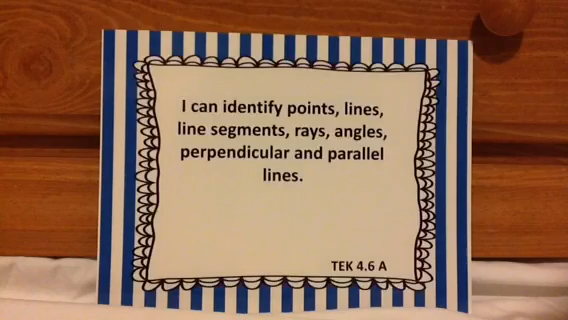 I can identify points, lines,
line segments, rays, angles,
perpendicular and parallel
lines.
TEK 4.6 A